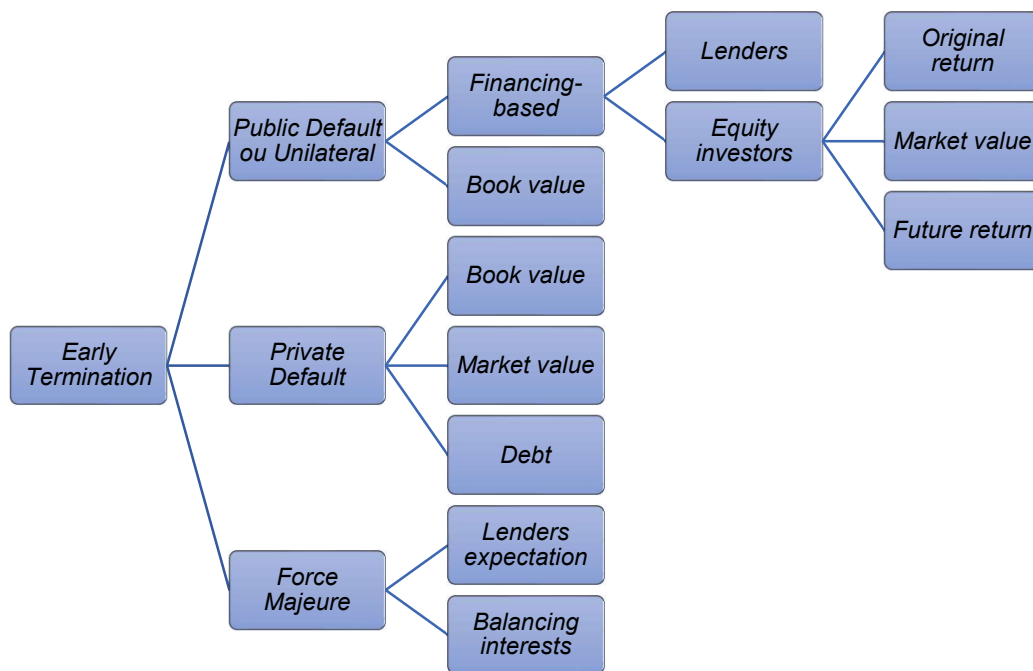 Early
Termination
Public Default
ou Unilateral
Financing-
based
Lenders
Equity
investors
Original
return
Market value
Future return
Book value
Private
Default
Book value
Market value
Debt
Force
Majeure
Lenders
expectation
Balancing
interests